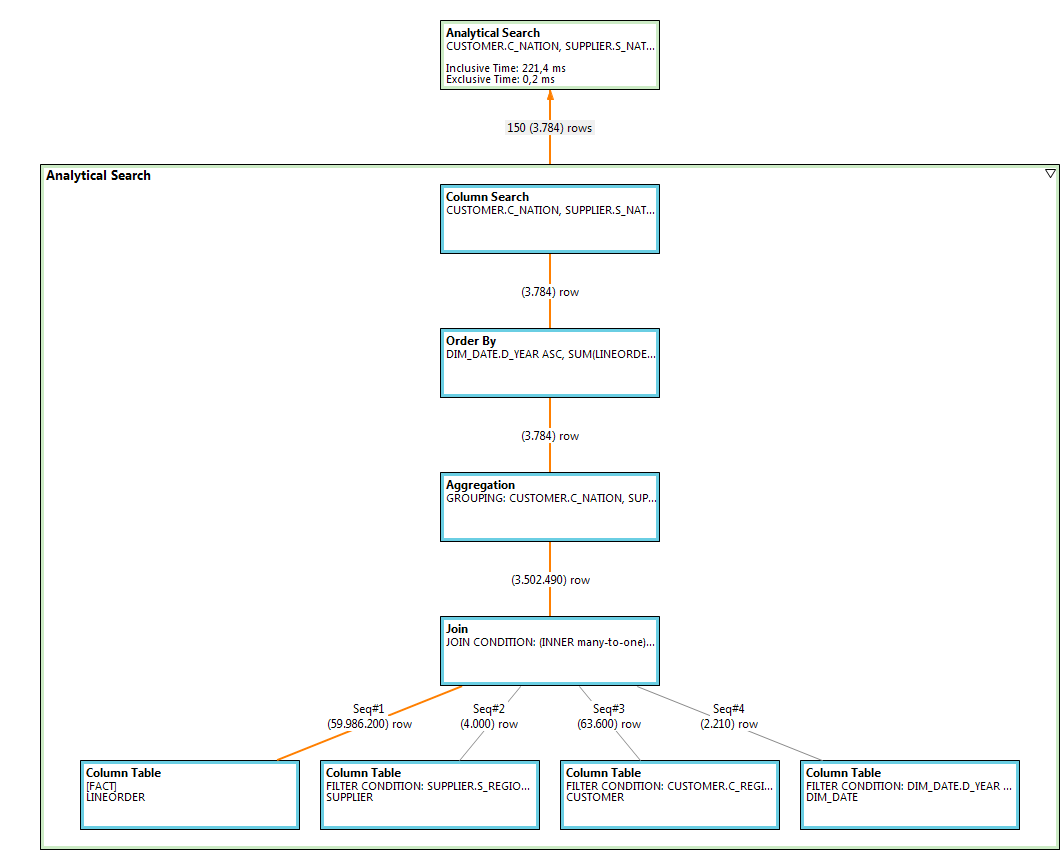 Analytical Search
CUSTOMER.C_NATION, SUPPLIER.S_NAT...
Inclusive Time: 221,4 ms
Exclusive Time: 0,2 ms
150 (3.784) rows
Analytical Search
Column Search
CUSTOMER.C_NATION, SUPPLIER.S_NAT...
(3.784) row
Order By
DIM_DATE.D_YEAR ASC, SUM(LINEORDE...
(3.784) row
Aggregation
GROUPING: CUSTOMER.C_NATION, SUP...
(3.502.490) row
Join
JOIN CONDITION: (INNER many-to-one)...
Seq#1
(59.986.200) row
Seq#2
(4.000) row
Seq#3
(63.600) row
Seq#4
(2.210) row
Column Table
[FACT]
LINEORDER
Column Table
FILTER CONDITION: SUPPLIER.S_REGIO...
SUPPLIER
Column Table
FILTER CONDITION: CUSTOMER.C_REGI...
CUSTOMER
Column Table
FILTER CONDITION: DIM_DATE.D_YEAR ...
DIM_DATE